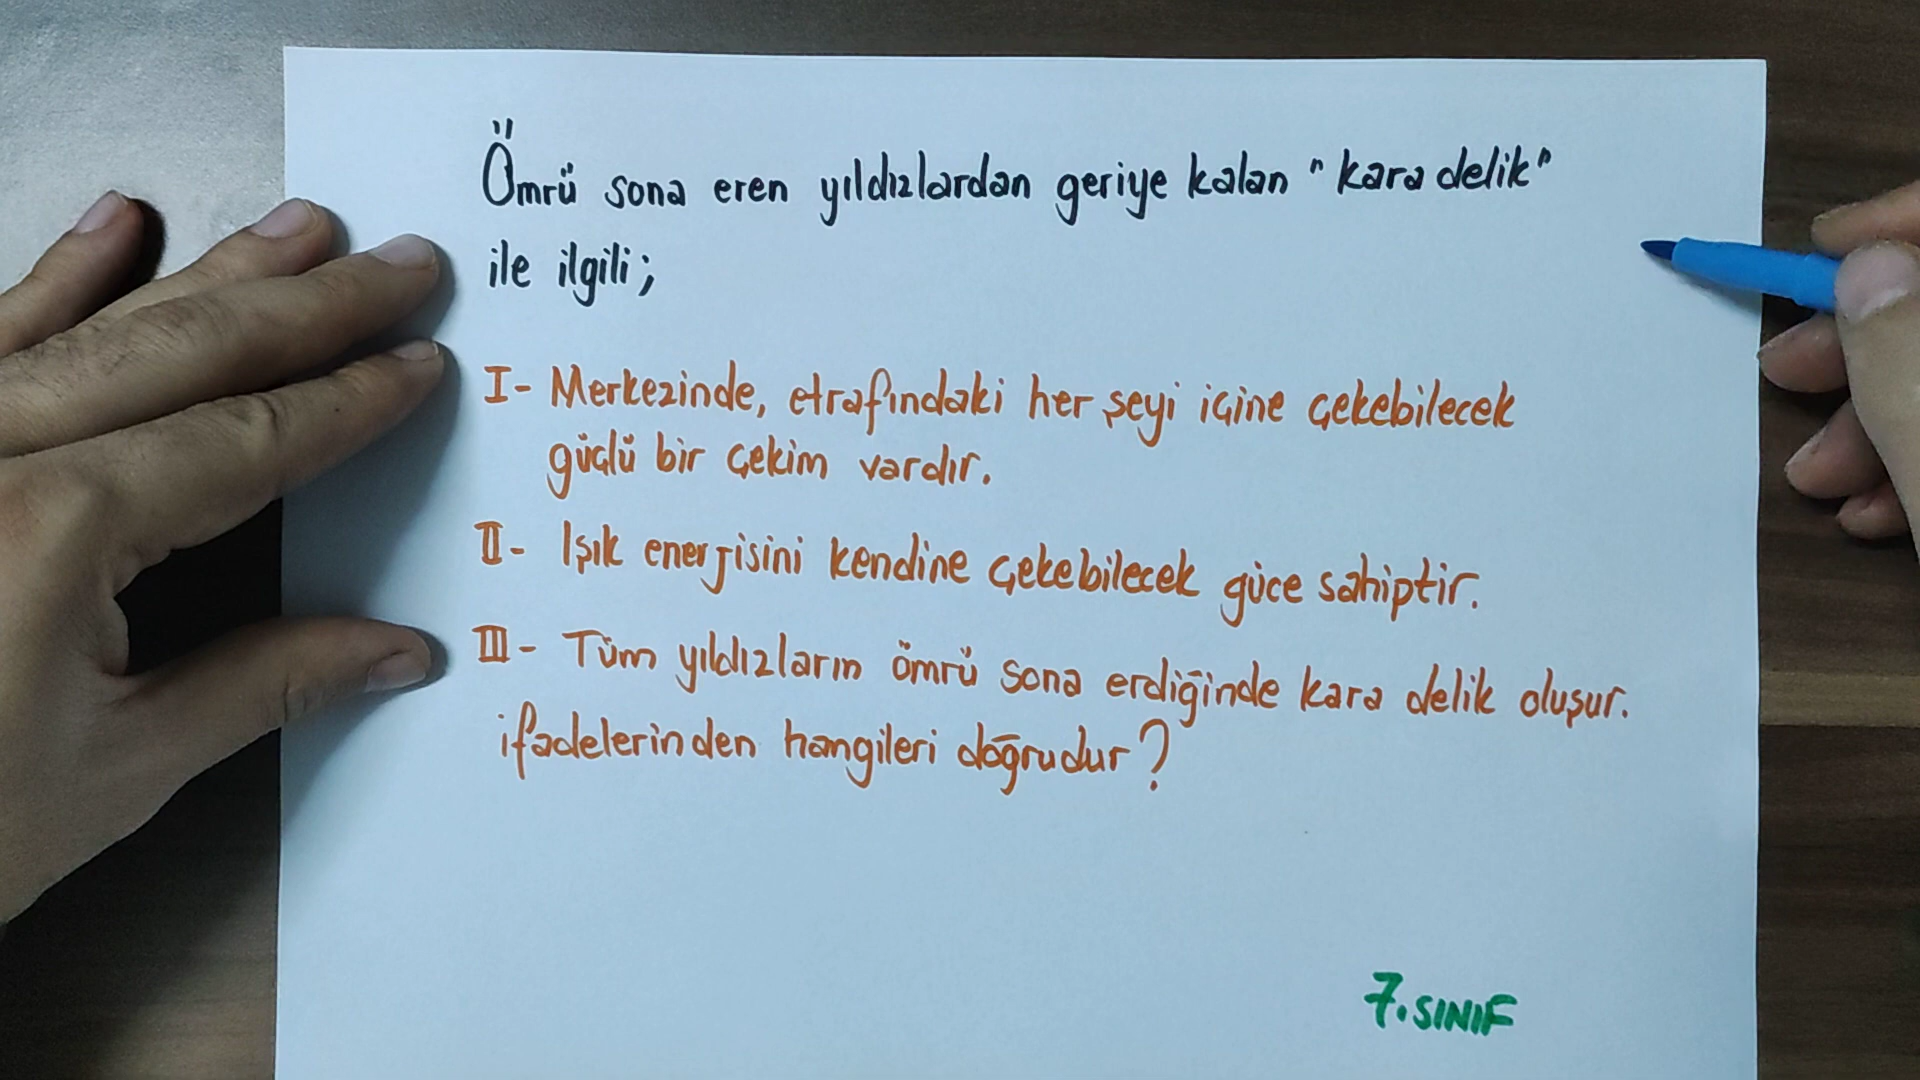 Ömrü sona eren yıldızlardan geriye kalan "kara delik"
ile ilgili;
I- Merkezinde, etrafındaki her şeyi içine çekebilecek
güçlü bir çekim vardır.
II- Işık enerjisini kendine çekebilecek güce sahiptir.
III- Tüm yıldızların ömrü sona erdiğinde kara delik oluşur.
ifadelerinden hangileri doğrudur?
7.SINIF